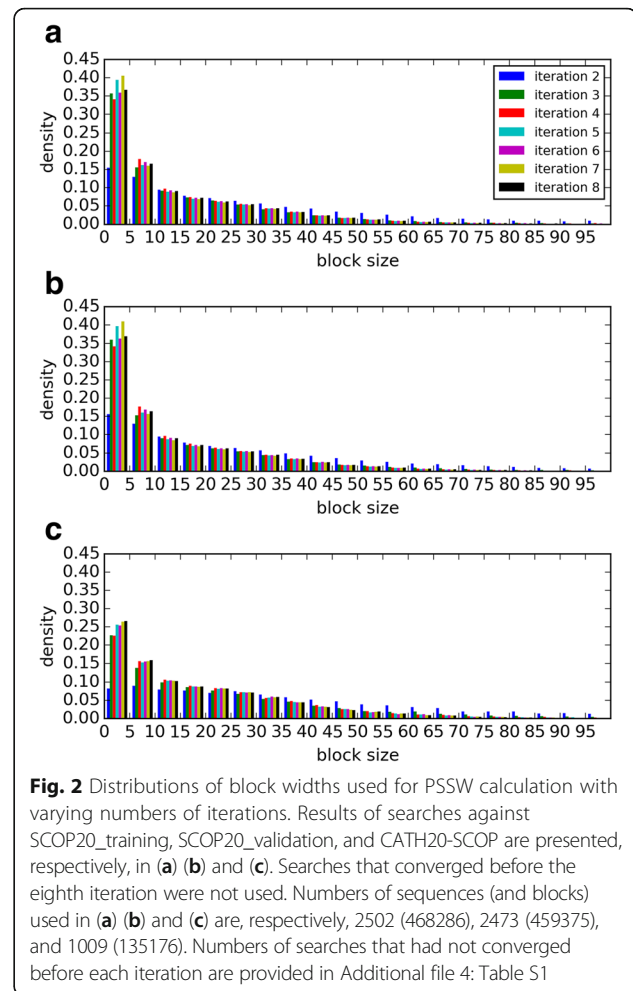 a
0.45
0.40
0.35
0.30
0.25
0.20
0.15
0.10
0.05
0.00
density
iteration 2
iteration 3
iteration 4
iteration 5
iteration 6
iteration 7
iteration 8
0 5 10 15 20 25 30 35 40 45 50 55 60 65 70 75 80 85 90 95
block size
b
0.45
0.40
0.35
0.30
0.25
0.20
0.15
0.10
0.05
0.00
density
0 5 10 15 20 25 30 35 40 45 50 55 60 65 70 75 80 85 90 95
block size
c
0.45
0.40
0.35
0.30
0.25
0.20
0.15
0.10
0.05
0.00
density
0 5 10 15 20 25 30 35 40 45 50 55 60 65 70 75 80 85 90 95
block size
Fig. 2 Distributions of block widths used for PSSW calculation with
varying numbers of iterations. Results of searches against
SCOP20_training, SCOP20_validation, and CATH20-SCOP are presented,
respectively, in (a) (b) and (c). Searches that converged before the
eighth iteration were not used. Numbers of sequences (and blocks)
used in (a) (b) and (c) are, respectively, 2502 (468286), 2473 (459375),
and 1009 (135176). Numbers of searches that had not converged
before each iteration are provided in Additional file 4: Table S1